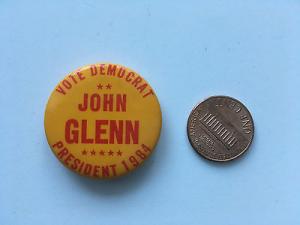 VOTE DEMOCRAT
JOHN
GLENN
PRESIDENT 1984